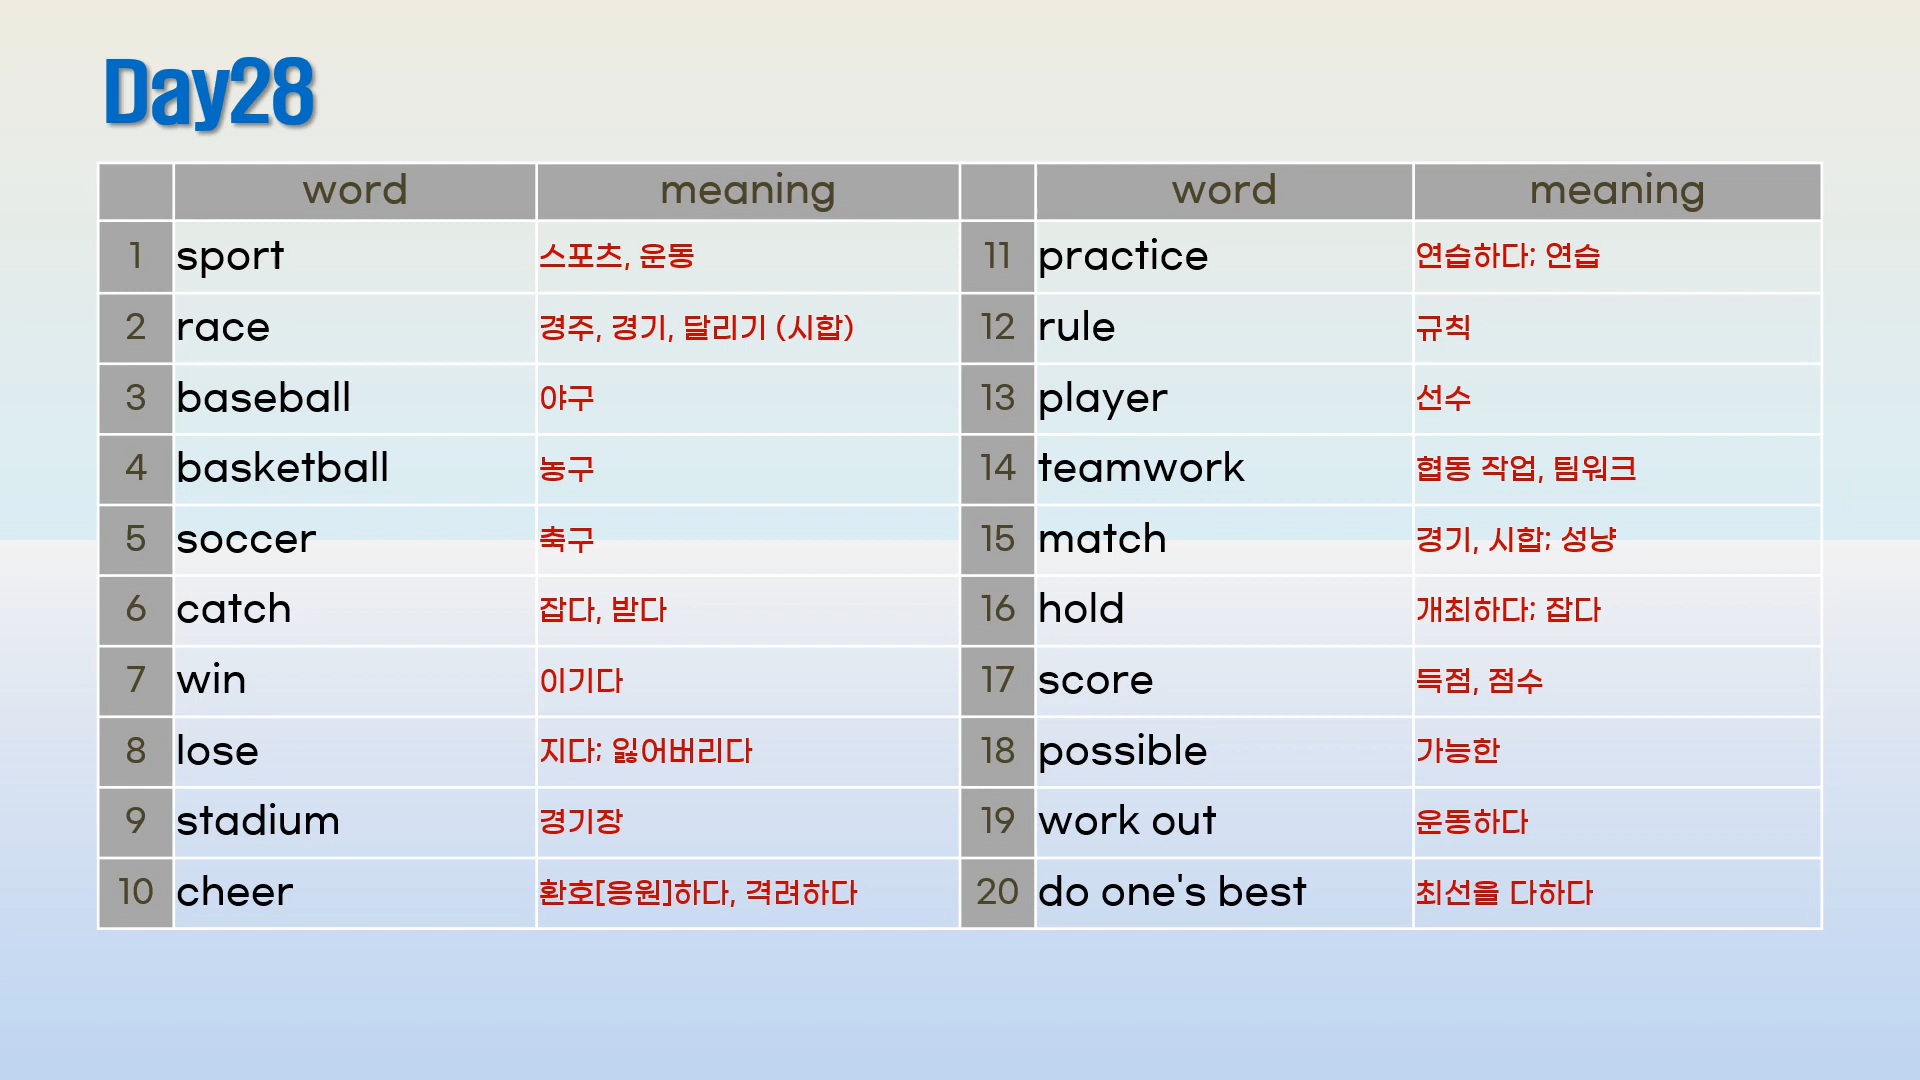 Day28
word meaning word meaning
1 sport 스포츠, 운동 11 practice 연습하다; 연습
2 race 경주, 경기, 달리기 (시합) 12 rule 규칙
3 baseball 야구 13 player 선수
4 basketball 농구 14 teamwork 협동 작업, 팀워크
5 soccer 축구 15 match 경기, 시합; 성냥
6 catch 잡다, 받다 16 hold 개최하다; 잡다
7 win 이기다 17 score 득점, 점수
8 lose 지다; 잃어버리다 18 possible 가능한
9 stadium 경기장 19 work out 운동하다
10 cheer 환호[응원]하다, 격려하다 20 do one's best 최선을 다하다